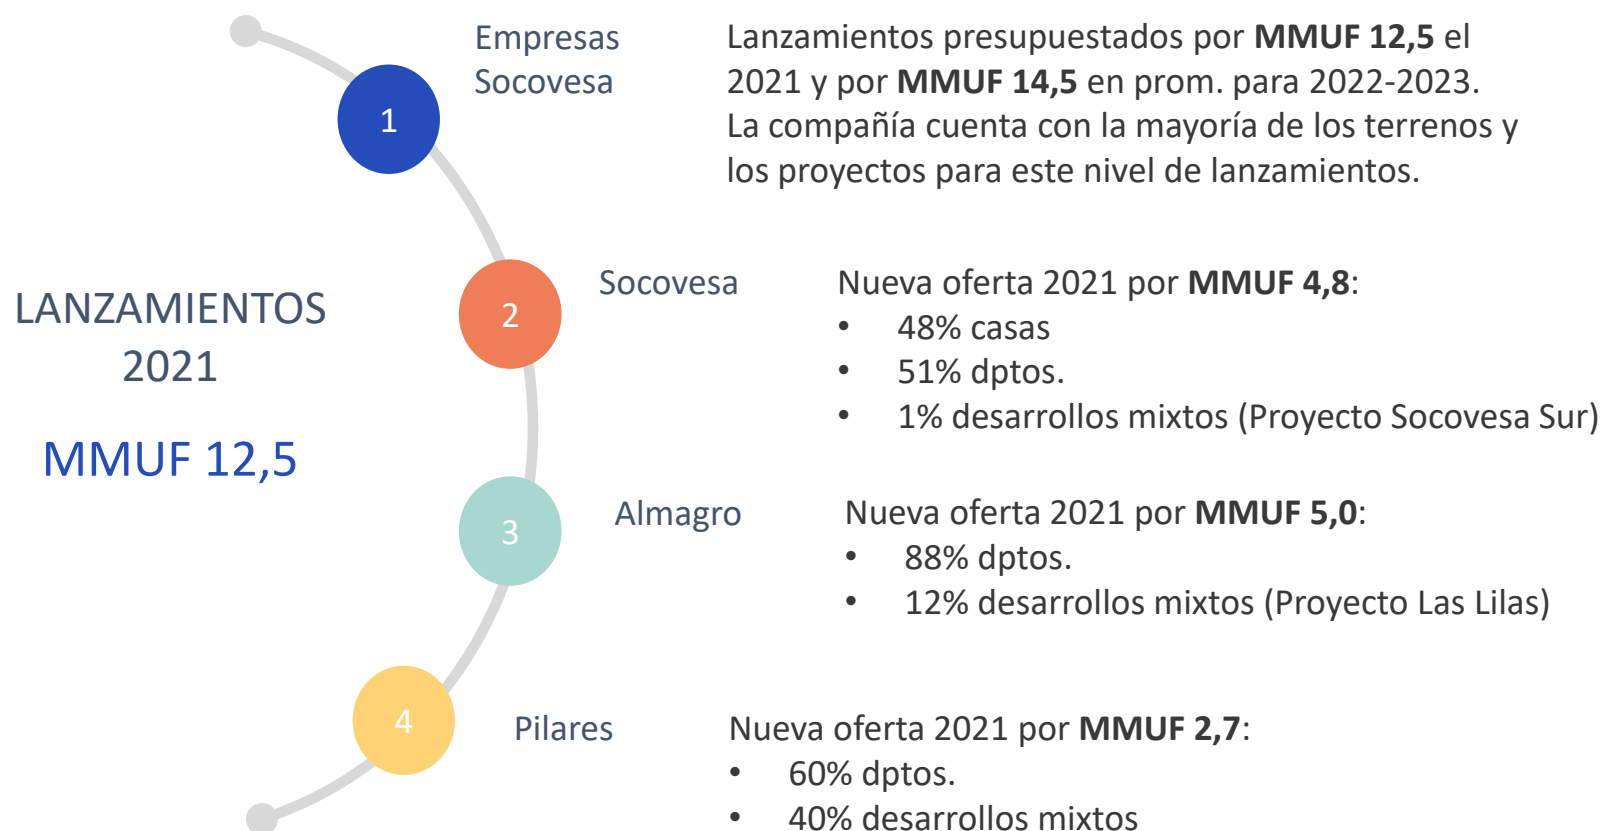 LANZAMIENTOS
2021
MMUF 12,5
1
Empresas
Socovesa
Lanzamientos presupuestados por MMUF 12,5 el
2021 y por MMUF 14,5 en prom. para 2022-2023.
La compañía cuenta con la mayoría de los terrenos y
los proyectos para este nivel de lanzamientos.
2
Socovesa
Nueva oferta 2021 por MMUF 4,8:
• 48% casas
• 51% dptos.
• 1% desarrollos mixtos (Proyecto Socovesa Sur)
3
Almagro
Nueva oferta 2021 por MMUF 5,0:
• 88% dptos.
• 12% desarrollos mixtos (Proyecto Las Lilas)
4
Pilares
Nueva oferta 2021 por MMUF 2,7:
• 60% dptos.
• 40% desarrollos mixtos